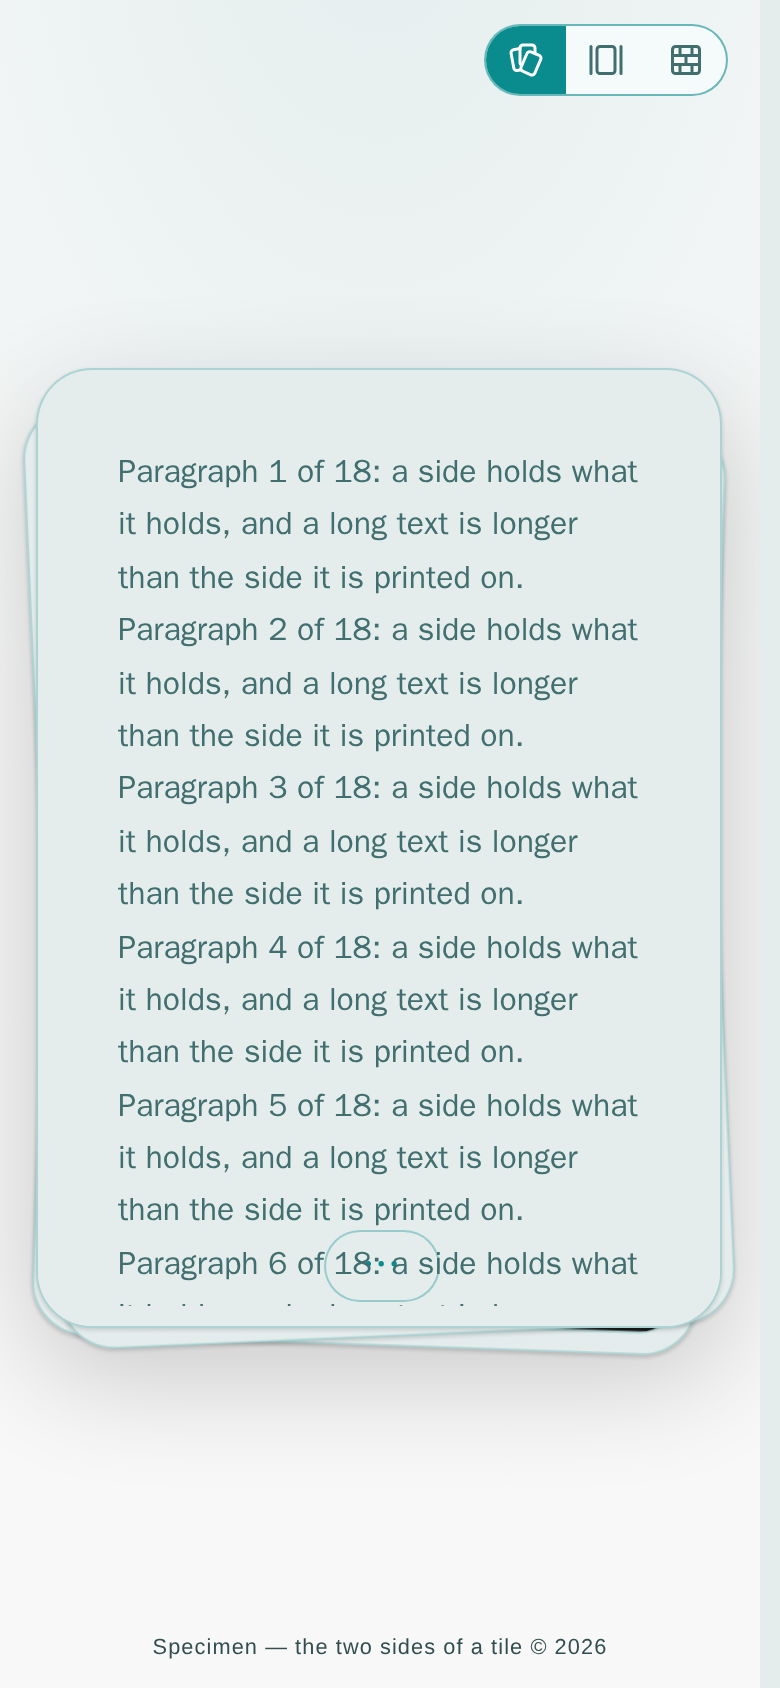 Paragraph 1 of 18: a side holds what
it holds, and a long text is longer
than the side it is printed on.
Paragraph 2 of 18: a side holds what
it holds, and a long text is longer
than the side it is printed on.
Paragraph 3 of 18: a side holds what
it holds, and a long text is longer
than the side it is printed on.
Paragraph 4 of 18: a side holds what
it holds, and a long text is longer
than the side it is printed on.
Paragraph 5 of 18: a side holds what
it holds, and a long text is longer
than the side it is printed on.
Paragraph 6 of 18: a side holds what
Specimen — the two sides of a tile © 2026